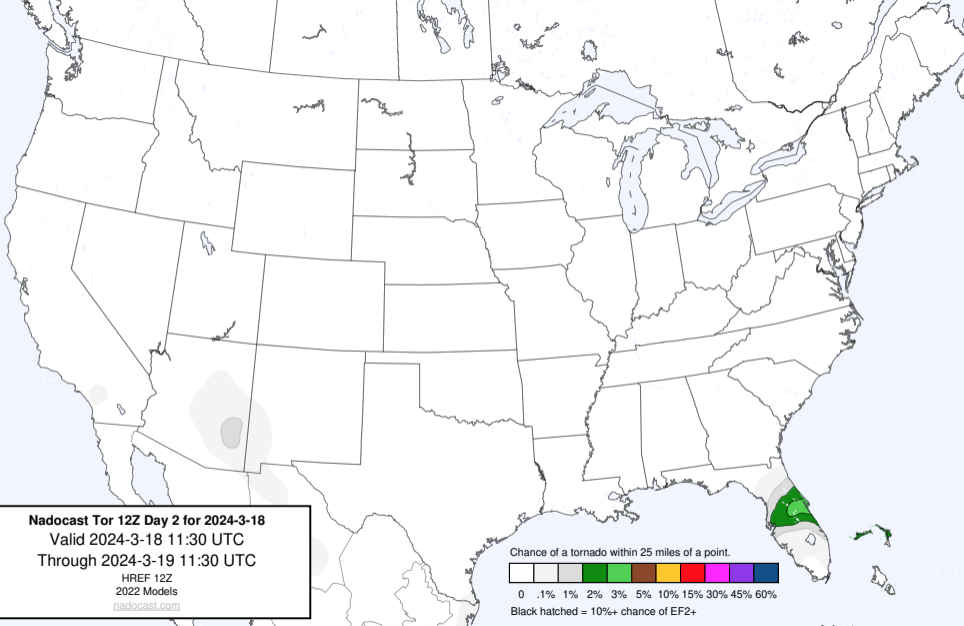 Nadocast Tor 12Z Day 2 for 2024-3-18
Valid 2024-3-18 11:30 UTC
Through 2024-3-19 11:30 UTC
HREF 12Z
2022 Models
nadocast.com
Chance of a tornado within 25 miles of a point.
0 .1% 1% 2% 3% 5% 10% 15% 30% 45% 60%
Black hatched = 10%+ chance of EF2+